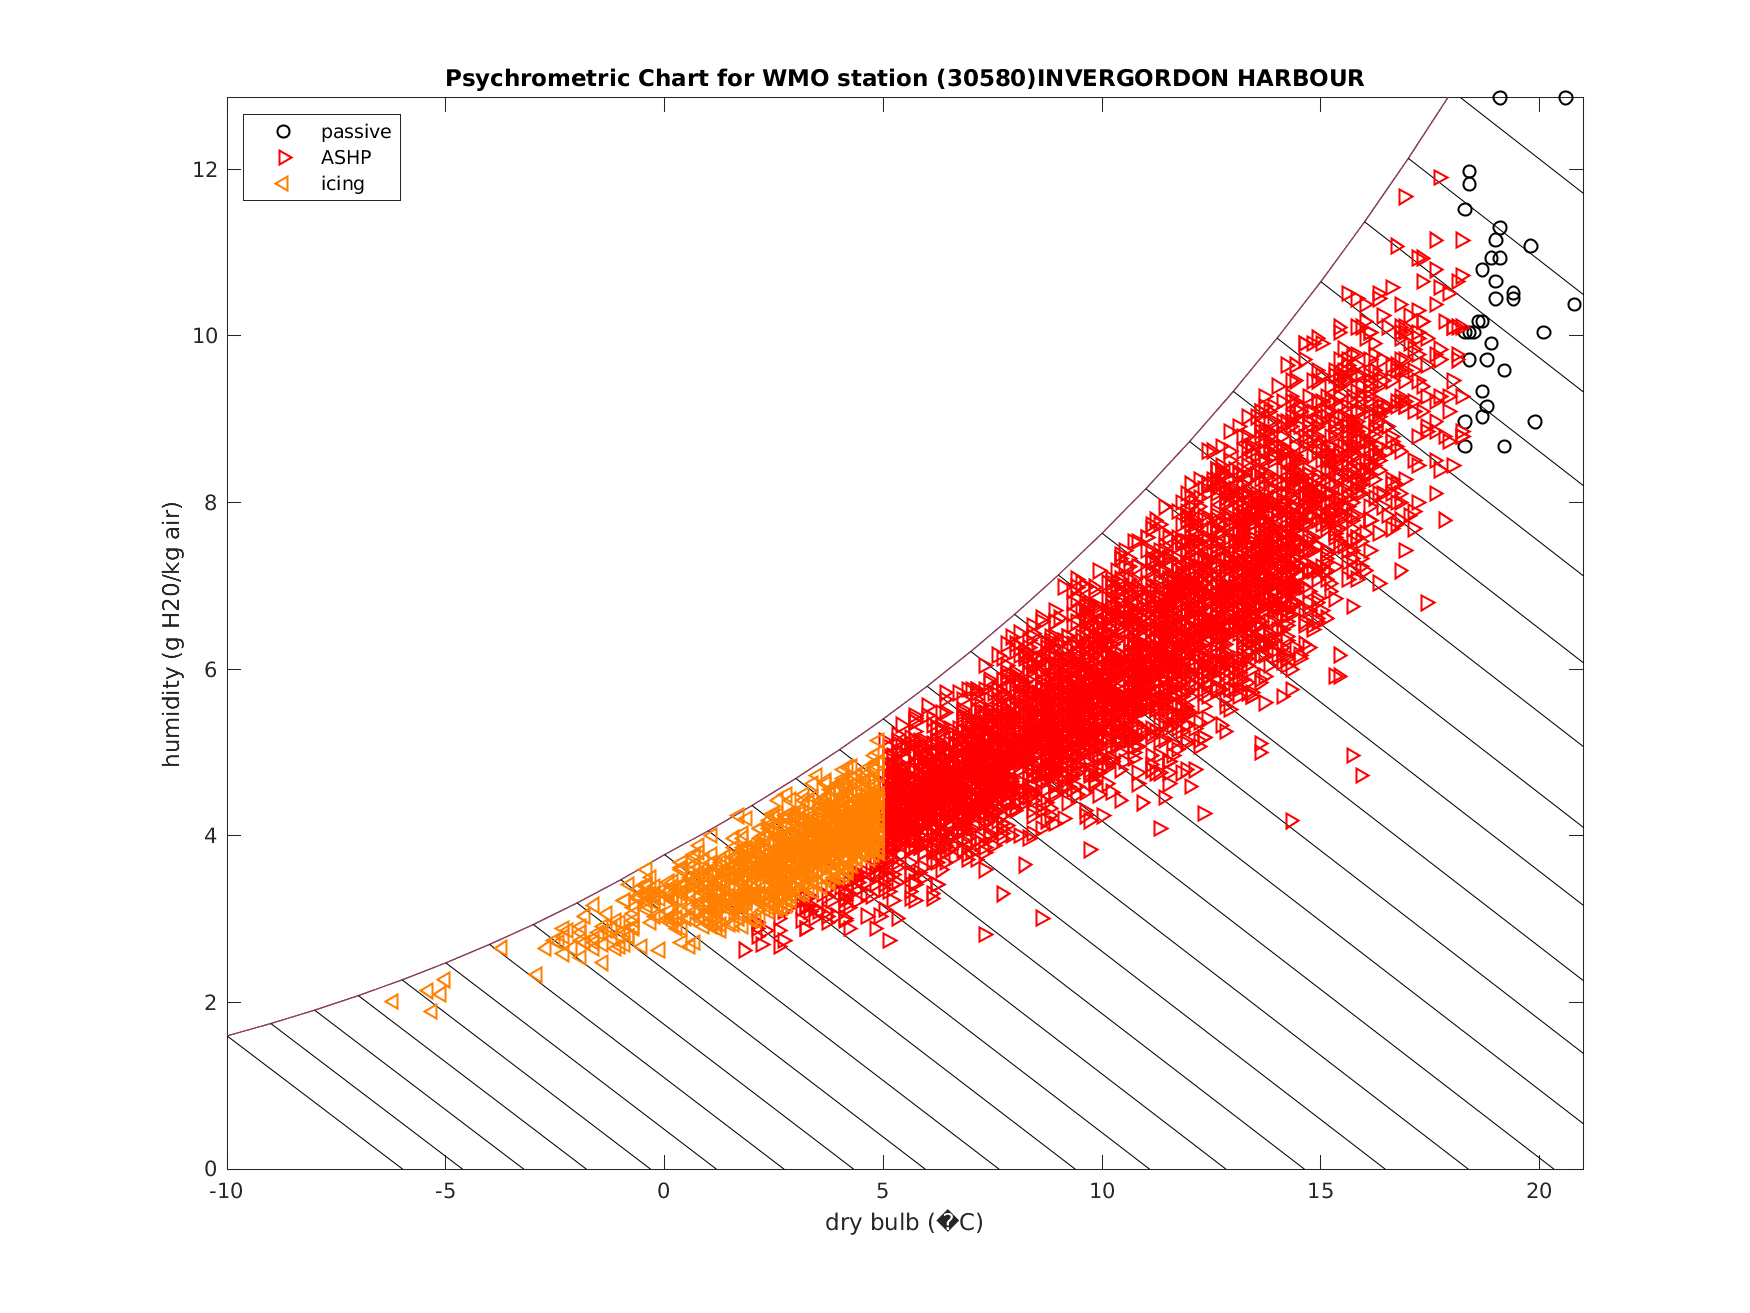 Psychrometric Chart for WMO station (30580)INVERGORDON HARBOUR
passive
ASHP
icing
humidity (g H20/kg air)
12
10
8
6
4
2
0
-10 -5 0 5 10 15 20
dry bulb (�C)